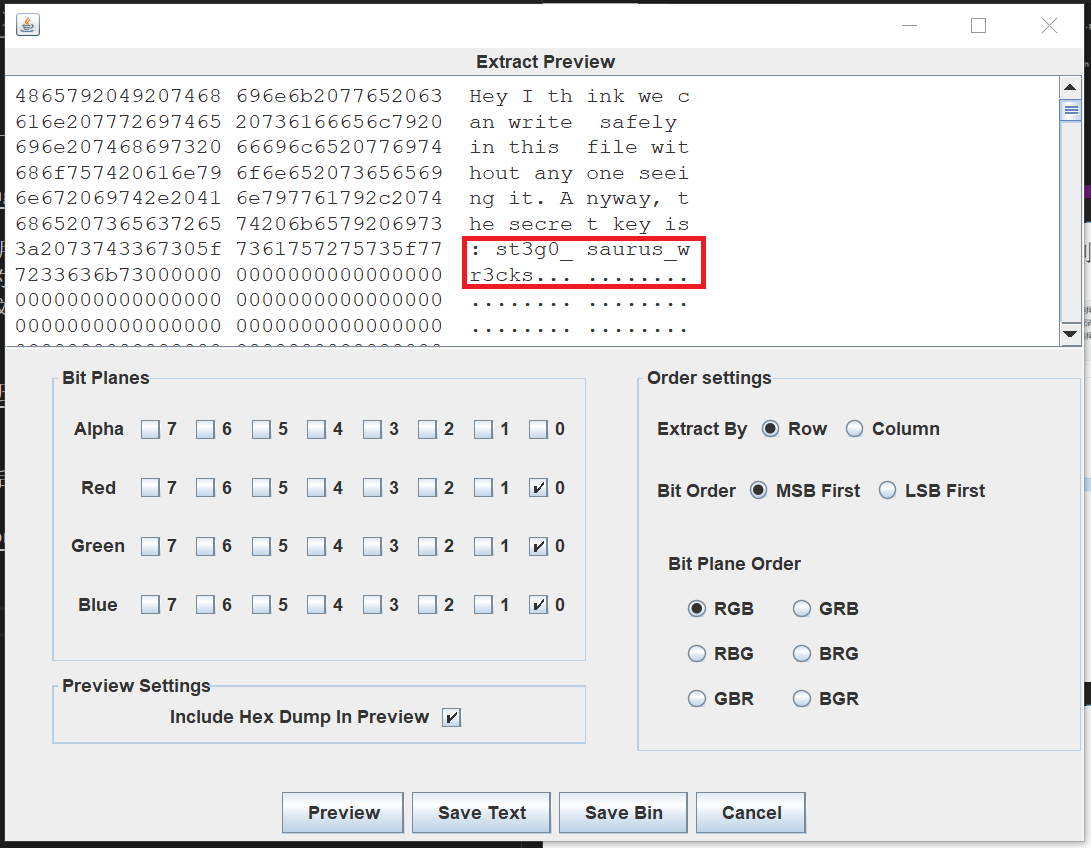 Extract Preview
4865792049207468 696e6b2077652063 Hey I th ink we c
616e207772697465 20736166656c7920 an write  safely
696e207468697320 66696c6520776974 in this  file wit
686f757420616e79 6f6e652073656569 hout any one seei
6e672069742e2041 6e797761792c2074 ng it. A nyway, t
6865207365637265 74206b6579206973 he secre t key is
3a2073743367305f 7361757275735f77 : st3g0_ saurus_w
7233636b73000000 0000000000000000 r3cks... ........
0000000000000000 0000000000000000 ........ ........
0000000000000000 0000000000000000 ........ ........
Bit Planes
Alpha 7 6 5 4 3 2 1 0
Red 7 6 5 4 3 2 1 0
Green 7 6 5 4 3 2 1 0
Blue 7 6 5 4 3 2 1 0
Preview Settings
Include Hex Dump In Preview
Order settings
Extract By Row Column
Bit Order MSB First LSB First
Bit Plane Order
RGB GRB
RBG BRG
GBR BGR
Preview Save Text Save Bin Cancel